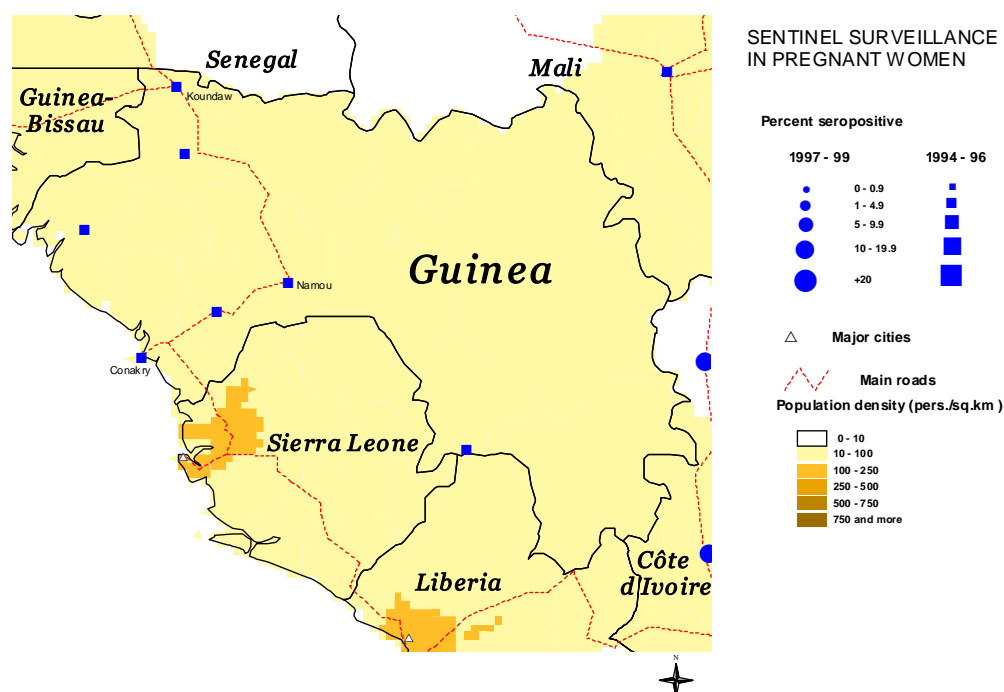 SENTINEL SURVEILLANCE
IN PREGNANT WOMEN
Senegal
Mali
Guinea-
Bissau
Koundaw
Guinea
Namou
Conakry
Sierra Leone
Liberia
Côte
d'Ivoire
Percent seropositive
1997 - 99 1994 - 96
0 - 0.9
1 - 4.9
5 - 9.9
10 - 19.9
+20
Major cities
Main roads
Population density (pers./sq.km )
0 - 10
10 - 100
100 - 250
250 - 500
500 - 750
750 and more
N